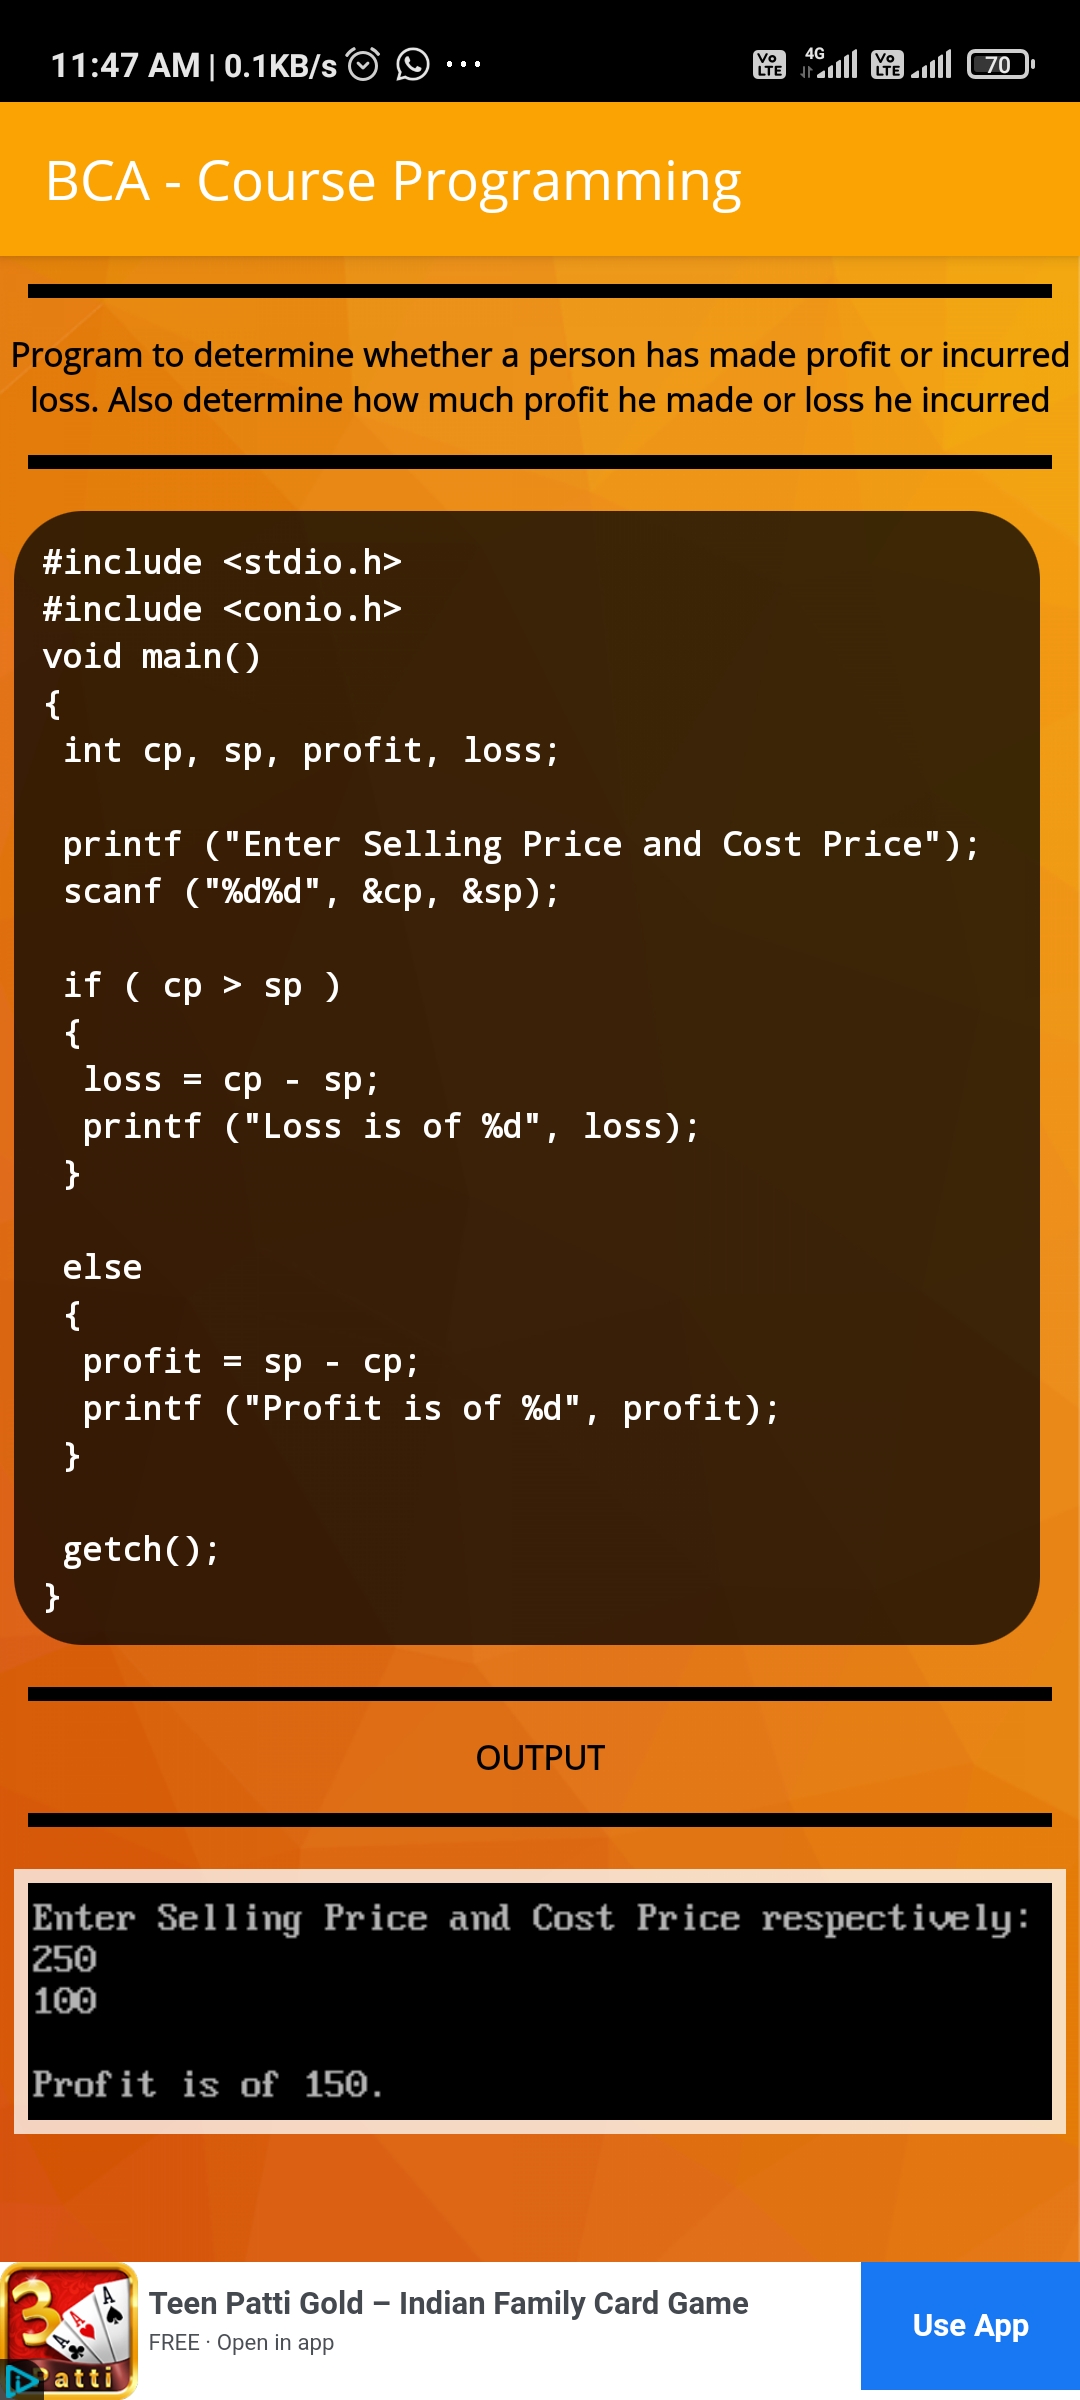 11:47 AM | 0.1KB/s ...
Vo LTE 4G Vo LTE 70
BCA - Course Programming
Program to determine whether a person has made profit or incurred
loss. Also determine how much profit he made or loss he incurred
#include <stdio.h>
#include <conio.h>
void main()
{
int cp, sp, profit, loss;
printf ("Enter Selling Price and Cost Price");
scanf ("%d%d", &cp, &sp);
if ( cp > sp )
{
loss = cp - sp;
printf ("Loss is of %d", loss);
}
else
{
profit = sp - cp;
printf ("Profit is of %d", profit);
}
getch();
}
OUTPUT
Enter Selling Price and Cost Price respectively:
250
100
Profit is of 150.
3
A A A
Patti
Teen Patti Gold – Indian Family Card Game
FREE · Open in app
Use App